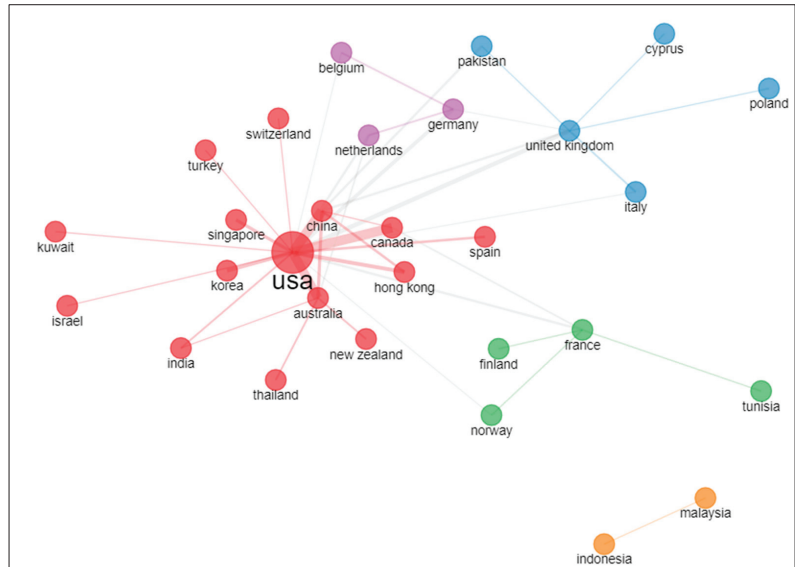 cyprus
belgium
pakistan
poland
switzerland
germany
united kingdom
netherlands
turkey
italy
china
singapore
canada
kuwait
spain
korea
usa
hong kong
israel
australia
france
india
new zealand
finland
thailand
tunisia
norway
malaysia
indonesia